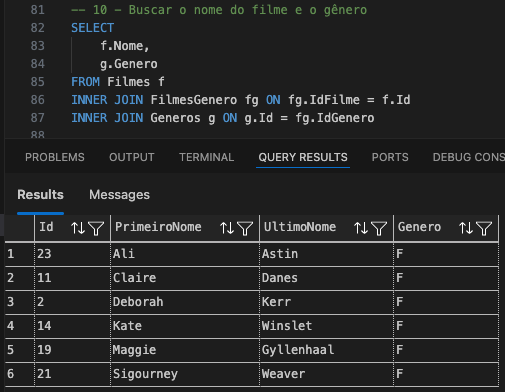 81 -- 10 - Buscar o nome do filme e o gênero
82 SELECT
83 f.Nome,
84 g.Genero
85 FROM Filmes f
86 INNER JOIN FilmesGenero fg ON fg.IdFilme = f.Id
87 INNER JOIN Generos g ON g.Id = fg.IdGenero
88
PROBLEMS OUTPUT TERMINAL QUERY RESULTS PORTS DEBUG CONS
Results Messages
Id PrimeiroNome UltimoNome Genero
1 23 Ali Astin F
2 11 Claire Danes F
3 2 Deborah Kerr F
4 14 Kate Winslet F
5 19 Maggie Gyllenhaal F
6 21 Sigourney Weaver F